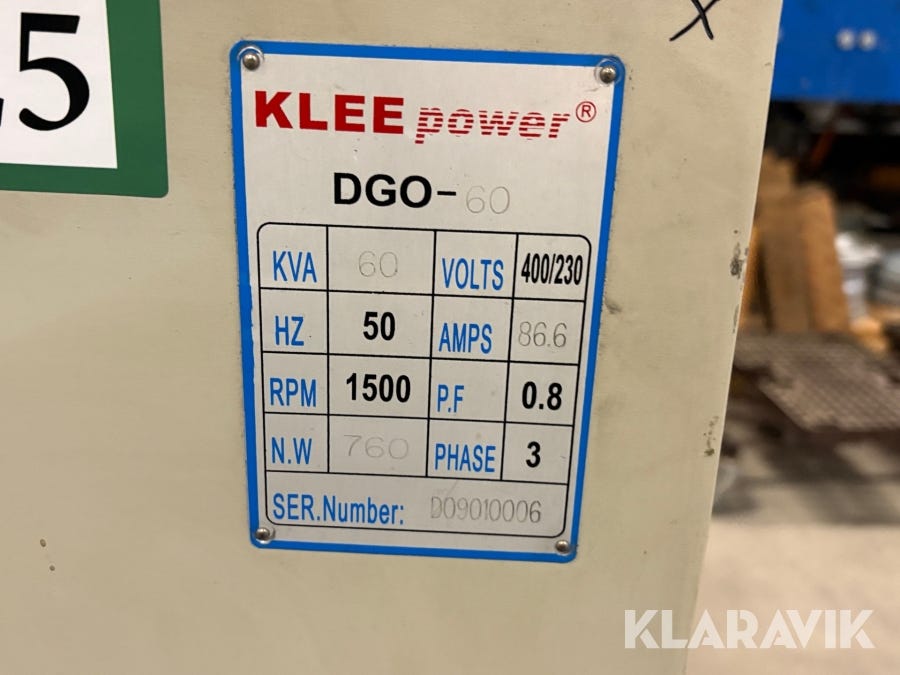 25
X
KLEE power®
DGO-60
KVA 60 VOLTS 400/230
HZ 50 AMPS 86.6
RPM 1500 P.F 0.8
N.W 760 PHASE 3
SER.Number: D09010006
KLARAVIK